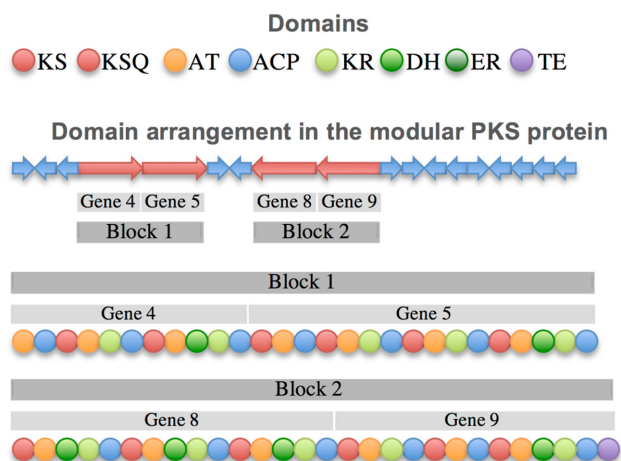 Domains
KS KSQ AT ACP KR DH ER TE
Domain arrangement in the modular PKS protein
Gene 4 Gene 5 Gene 8 Gene 9
Block 1 Block 2
Block 1
Gene 4 Gene 5
Block 2
Gene 8 Gene 9